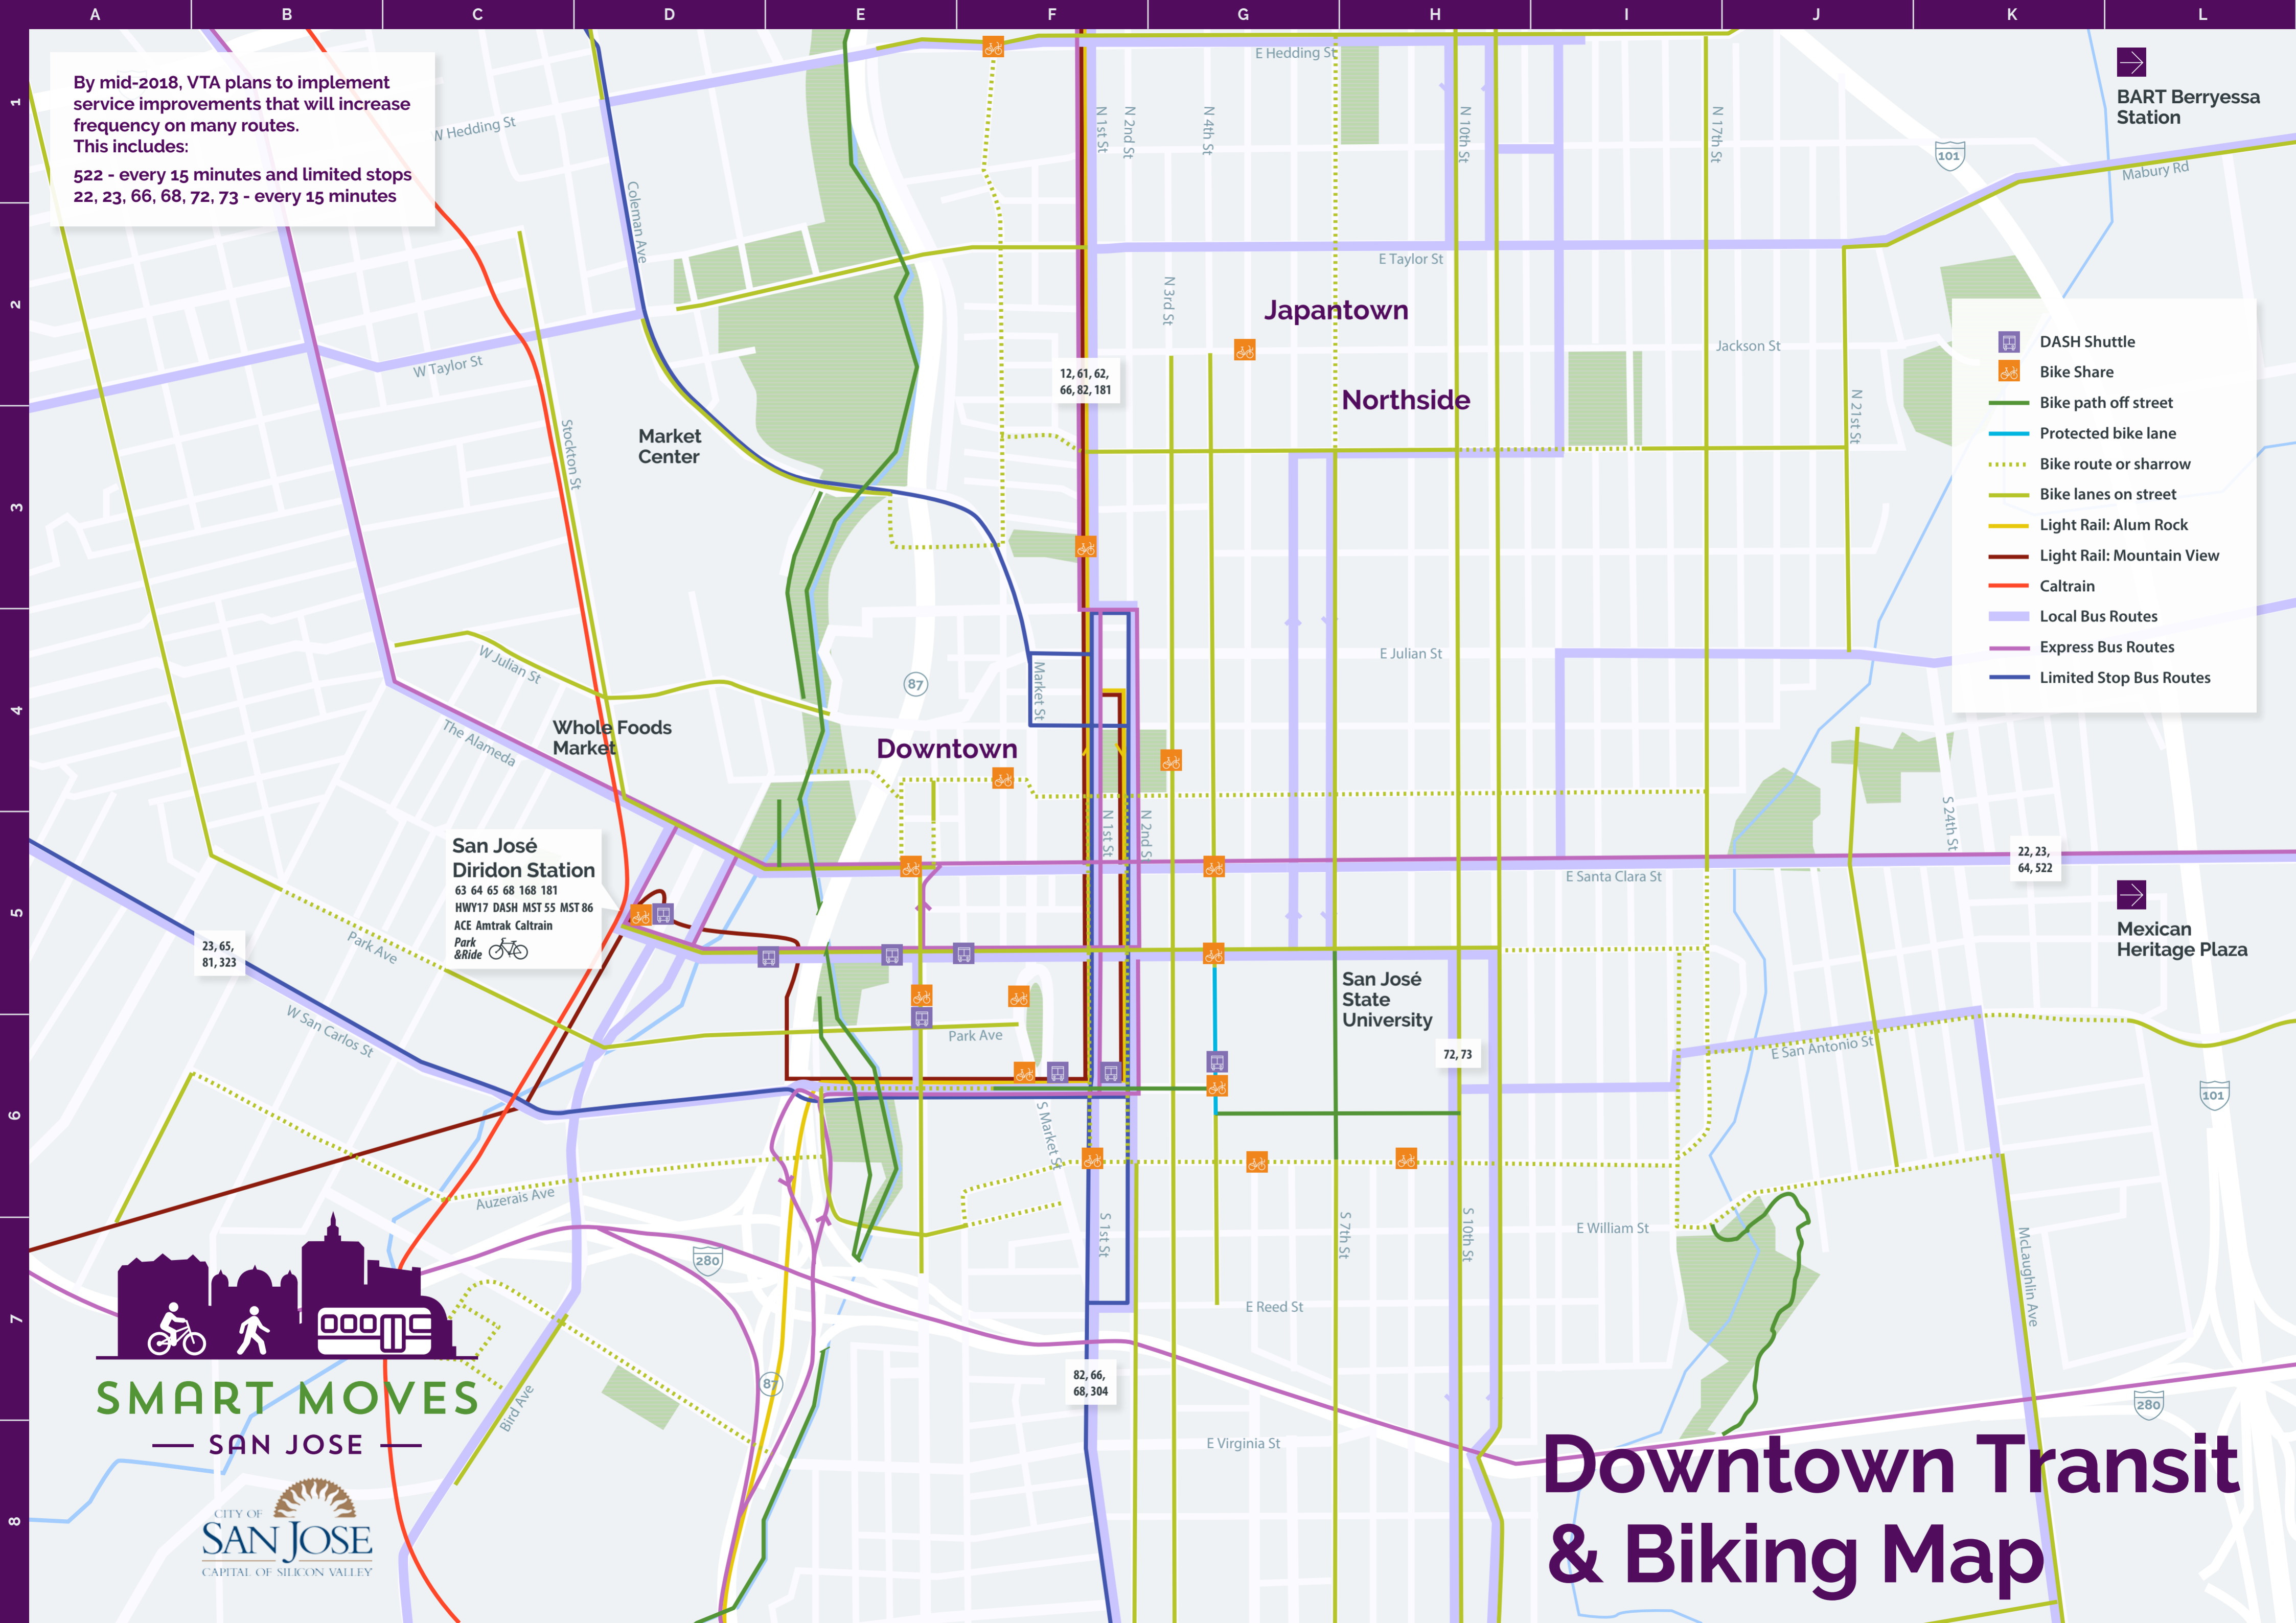 A B C D E F G H I J K L
1
2
3
4
5
6
7
8
By mid-2018, VTA plans to implement
service improvements that will increase
frequency on many routes.
This includes:
522 - every 15 minutes and limited stops
22, 23, 66, 68, 72, 73 - every 15 minutes
W Hedding St
E Hedding St
Coleman Ave
N 1st St
N 2nd St
N 4th St
N 10th St
N 17th St
101
BART Berryessa
Station
Mabury Rd
E Taylor St
N 3rd St
Japantown
Jackson St
W Taylor St
12, 61, 62,
66, 82, 181
Northside
N 21st St
Stockton St
Market
Center
DASH Shuttle
Bike Share
Bike path off street
Protected bike lane
Bike route or sharrow
Bike lanes on street
Light Rail: Alum Rock
Light Rail: Mountain View
Caltrain
Local Bus Routes
Express Bus Routes
Limited Stop Bus Routes
W Julian St
E Julian St
87
Market St
The Alameda
Whole Foods
Market
Downtown
N 1st St
N 2nd St
S 24th St
San José
Diridon Station
63 64 65 68 168 181
HWY17 DASH MST 55 MST 86
ACE Amtrak Caltrain
Park
&Ride
22, 23,
64, 522
E Santa Clara St
Mexican
Heritage Plaza
23, 65,
81, 323
Park Ave
W San Carlos St
San José
State
University
Park Ave
72, 73
E San Antonio St
101
S Market St
Auzerais Ave
S 1st St
S 7th St
S 10th St
E William St
McLaughlin Ave
280
E Reed St
87
82, 66,
68, 304
Bird Ave
280
E Virginia St
SMART MOVES
SAN JOSE
CITY OF
SAN JOSE
CAPITAL OF SILICON VALLEY
Downtown Transit
& Biking Map